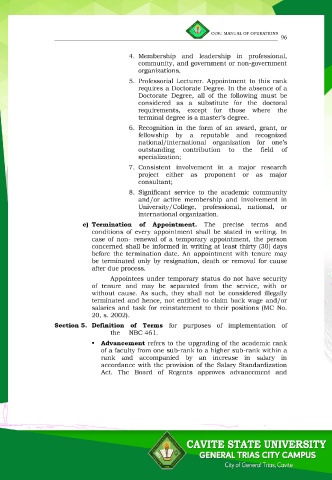 OVPL MANUAL OF OPERATIONS
96
4. Membership and leadership in professional,
community, and government or non-government
organizations.
5. Professorial Lecturer. Appointment to this rank
requires a Doctorate Degree. In the absence of a
Doctorate Degree, all of the following must be
considered as a substitute for the doctoral
requirements, except for those where the
terminal degree is a master's degree.
6. Recognition in the form of an award, grant, or
fellowship by a reputable and recognized
national/international organization for one's
outstanding contribution to the field of
specialization;
7. Consistent involvement in a major research
project either as proponent or as major
consultant;
8. Significant service to the academic community
and/or active membership and involvement in
University/College, professional, national, or
international organization.
c) Termination of Appointment. The precise terms and
conditions of every appointment shall be stated in writing. In
case of non- renewal of a temporary appointment, the person
concerned shall be informed in writing at least thirty (30) days
before the termination date. An appointment with tenure may
be terminated only by resignation, death or removal for cause
after due process.
Appointees under temporary status do not have security
of tenure and may be separated from the service, with or
without cause. As such, they shall not be considered illegally
terminated and hence, not entitled to claim back wage and/or
salaries and task for reinstatement to their positions (MC No.
20, s. 2002).
Section 5. Definition of Terms for purposes of implementation of
the NBC 461.
• Advancement refers to the upgrading of the academic rank
of a faculty from one sub-rank to a higher sub-rank within a
rank and accompanied by an increase in salary in
accordance with the provision of the Salary Standardization
Act. The Board of Regents approves advancement and
CAVITE STATE UNIVERSITY
GENERAL TRIAS CITY CAMPUS
City of General Trias, Cavite